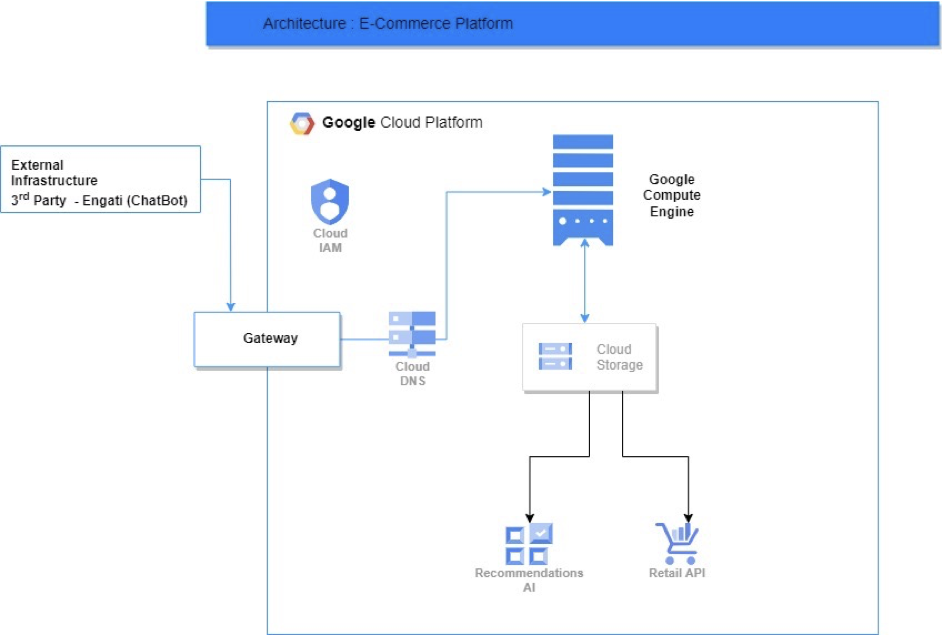 Architecture : E-Commerce Platform
Google Cloud Platform
External
Infrastructure
3rd Party - Engati (ChatBot)
Google
Compute
Engine
Cloud
IAM
Gateway
Cloud
DNS
Cloud
Storage
Recommendations
AI
Retail API